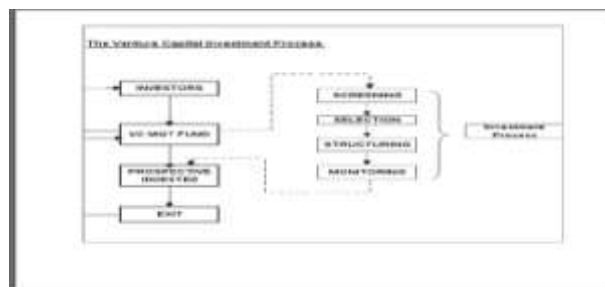 The Venture Capital Investment Process.
INVESTORS
VC MGT FUND
PROSPECTIVE
INVESTEE
EXIT
SCREENING
SELECTION
STRUCTURING
MONITORING
Investment
Process